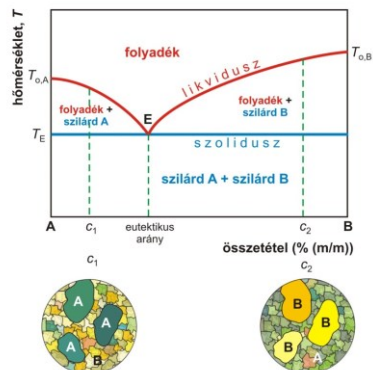 hőmérséklet, T
folyadék
T₀,A
T₀,B
likvidusz
folyadék +
szilárd A
E
folyadék +
szilárd B
T_E
szolidusz
szilárd A + szilárd B
A
c₁
eutektikus
arány
c₂
B
összetétel (% (m/m))
c₁
c₂
A
A
A
B
B
B
B
A